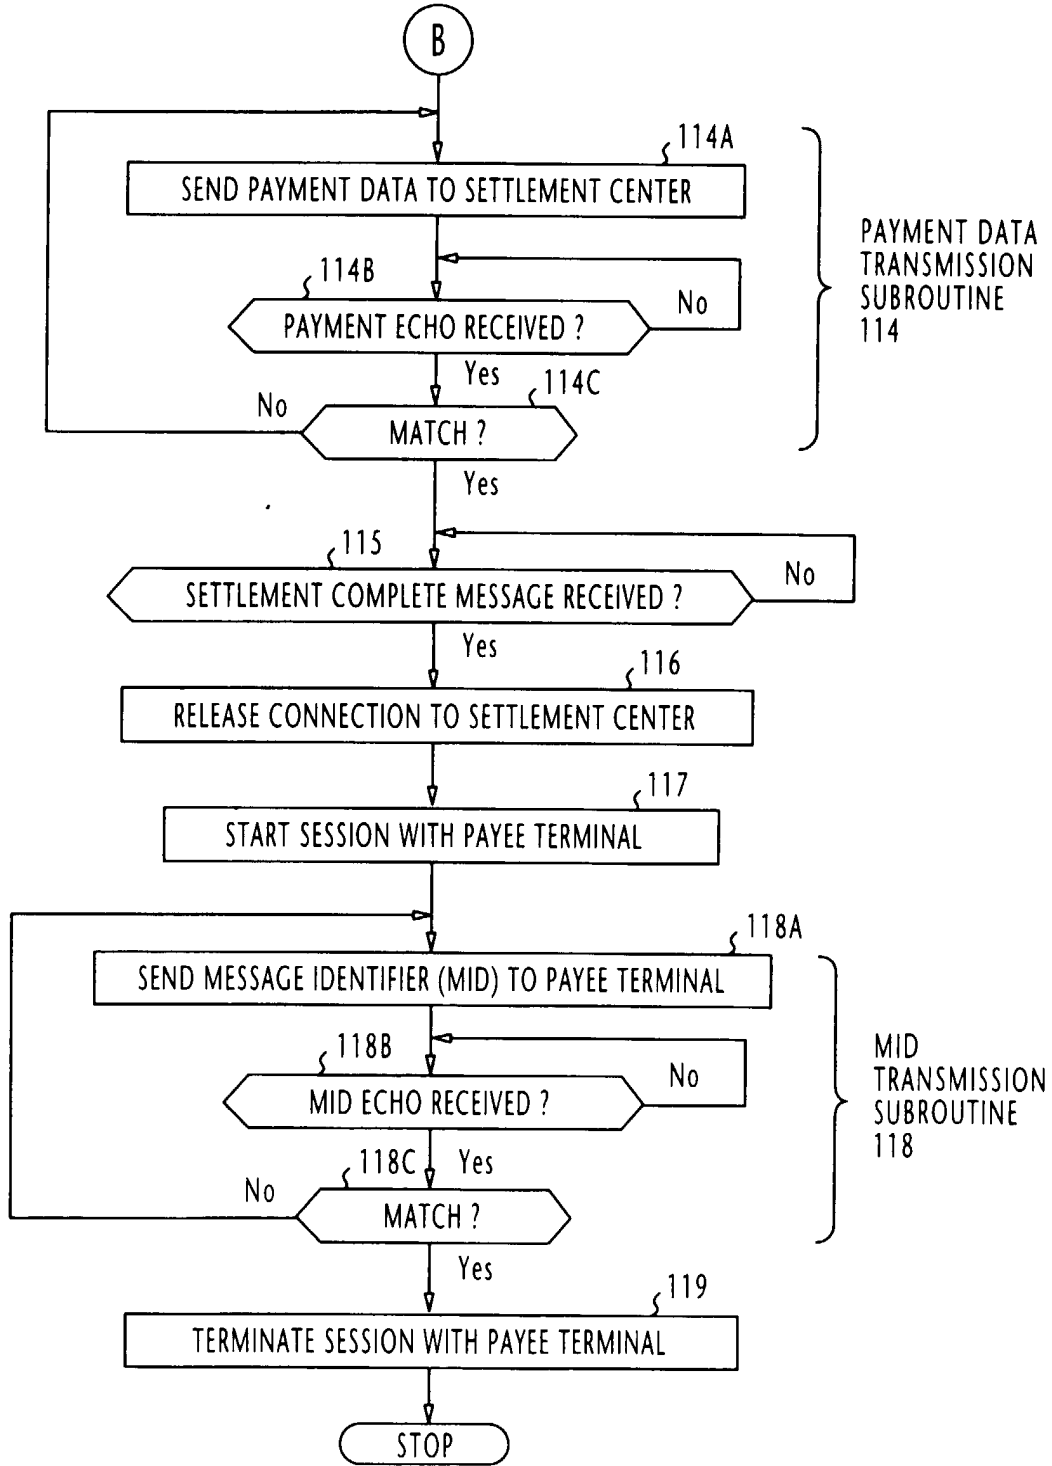 B
114A
SEND PAYMENT DATA TO SETTLEMENT CENTER
PAYMENT DATA
TRANSMISSION
SUBROUTINE
114
114B
No
PAYMENT ECHO RECEIVED ?
Yes
114C
No
MATCH ?
Yes
115
No
SETTLEMENT COMPLETE MESSAGE RECEIVED ?
Yes
116
RELEASE CONNECTION TO SETTLEMENT CENTER
117
START SESSION WITH PAYEE TERMINAL
118A
SEND MESSAGE IDENTIFIER (MID) TO PAYEE TERMINAL
MID
TRANSMISSION
SUBROUTINE
118
118B
No
MID ECHO RECEIVED ?
118C
Yes
No
MATCH ?
Yes
119
TERMINATE SESSION WITH PAYEE TERMINAL
STOP